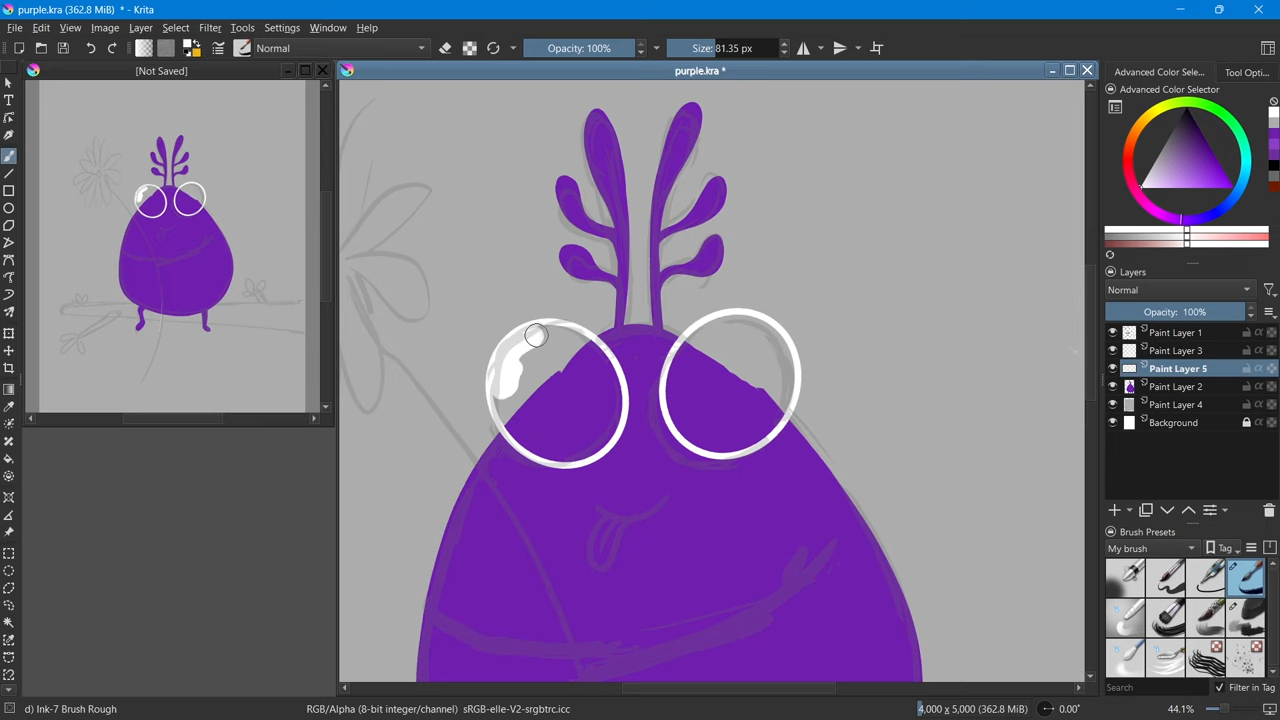 purple.kra (362.8 MiB) * - Krita
File Edit View Image Layer Select Filter Tools Settings Window Help
Normal Opacity: 100% Size: 81.35 px
[Not Saved]
purple.kra *
Advanced Color Sele... Tool Opti...
Advanced Color Selector
Layers
Normal
Opacity: 100%
Paint Layer 1
Paint Layer 3
Paint Layer 5
Paint Layer 2
Paint Layer 4
Background
Brush Presets
My brush Tag
Search Filter in Tag
d) Ink-7 Brush Rough RGB/Alpha (8-bit integer/channel) sRGB-elle-V2-srgbtrc.icc 4,000 x 5,000 (362.8 MiB) 0.00° 44.1%